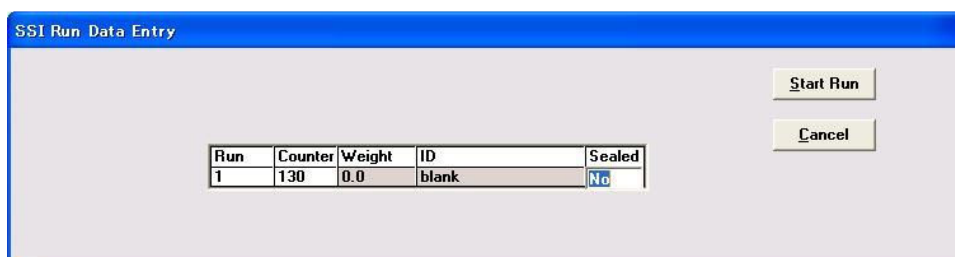 SSI Run Data Entry
Start Run
Cancel
Run Counter Weight ID Sealed
1 130 0.0 blank No